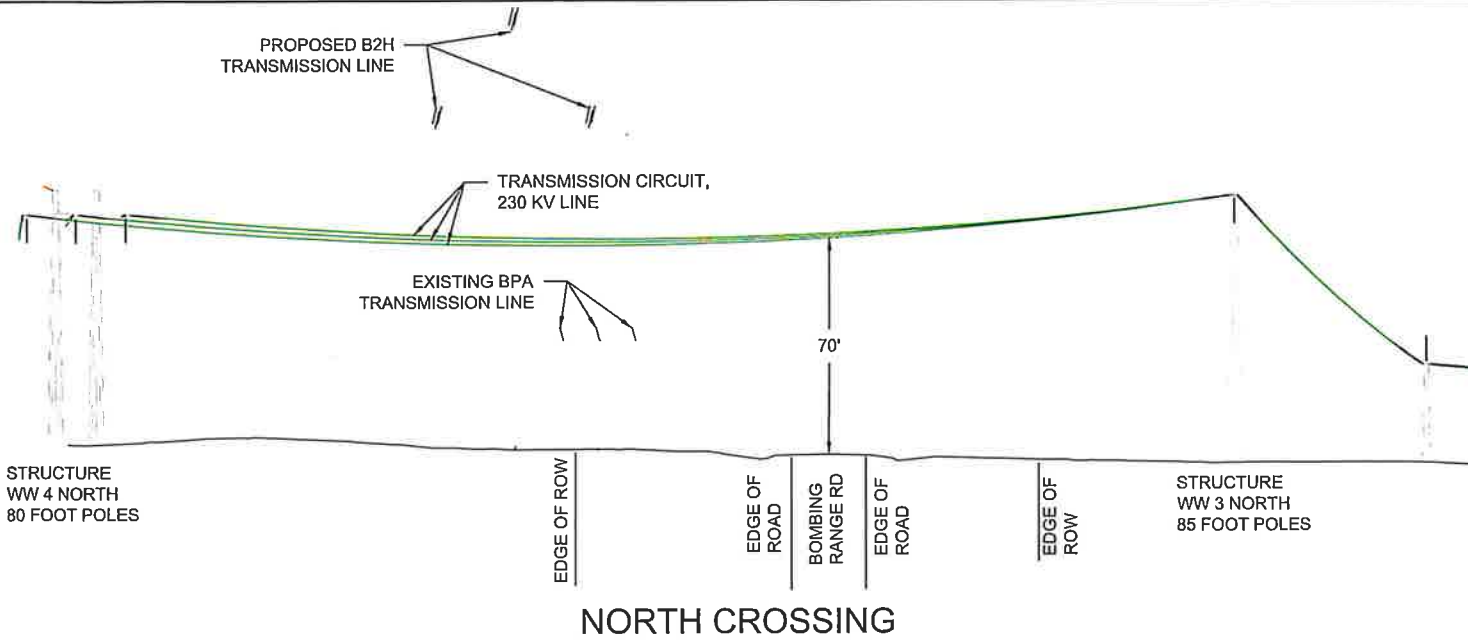 PROPOSED B2H
TRANSMISSION LINE
TRANSMISSION CIRCUIT,
230 KV LINE
EXISTING BPA
TRANSMISSION LINE
70'
STRUCTURE
WW 4 NORTH
80 FOOT POLES
EDGE OF ROW
EDGE OF
ROAD
BOMBING
RANGE RD
EDGE OF
ROAD
EDGE OF
ROW
STRUCTURE
WW 3 NORTH
85 FOOT POLES
NORTH CROSSING